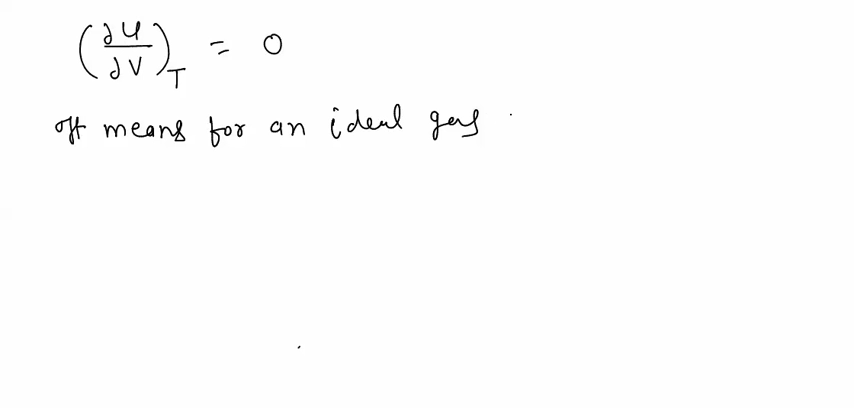 (∂U/∂V)_T = 0
It means for an ideal gas